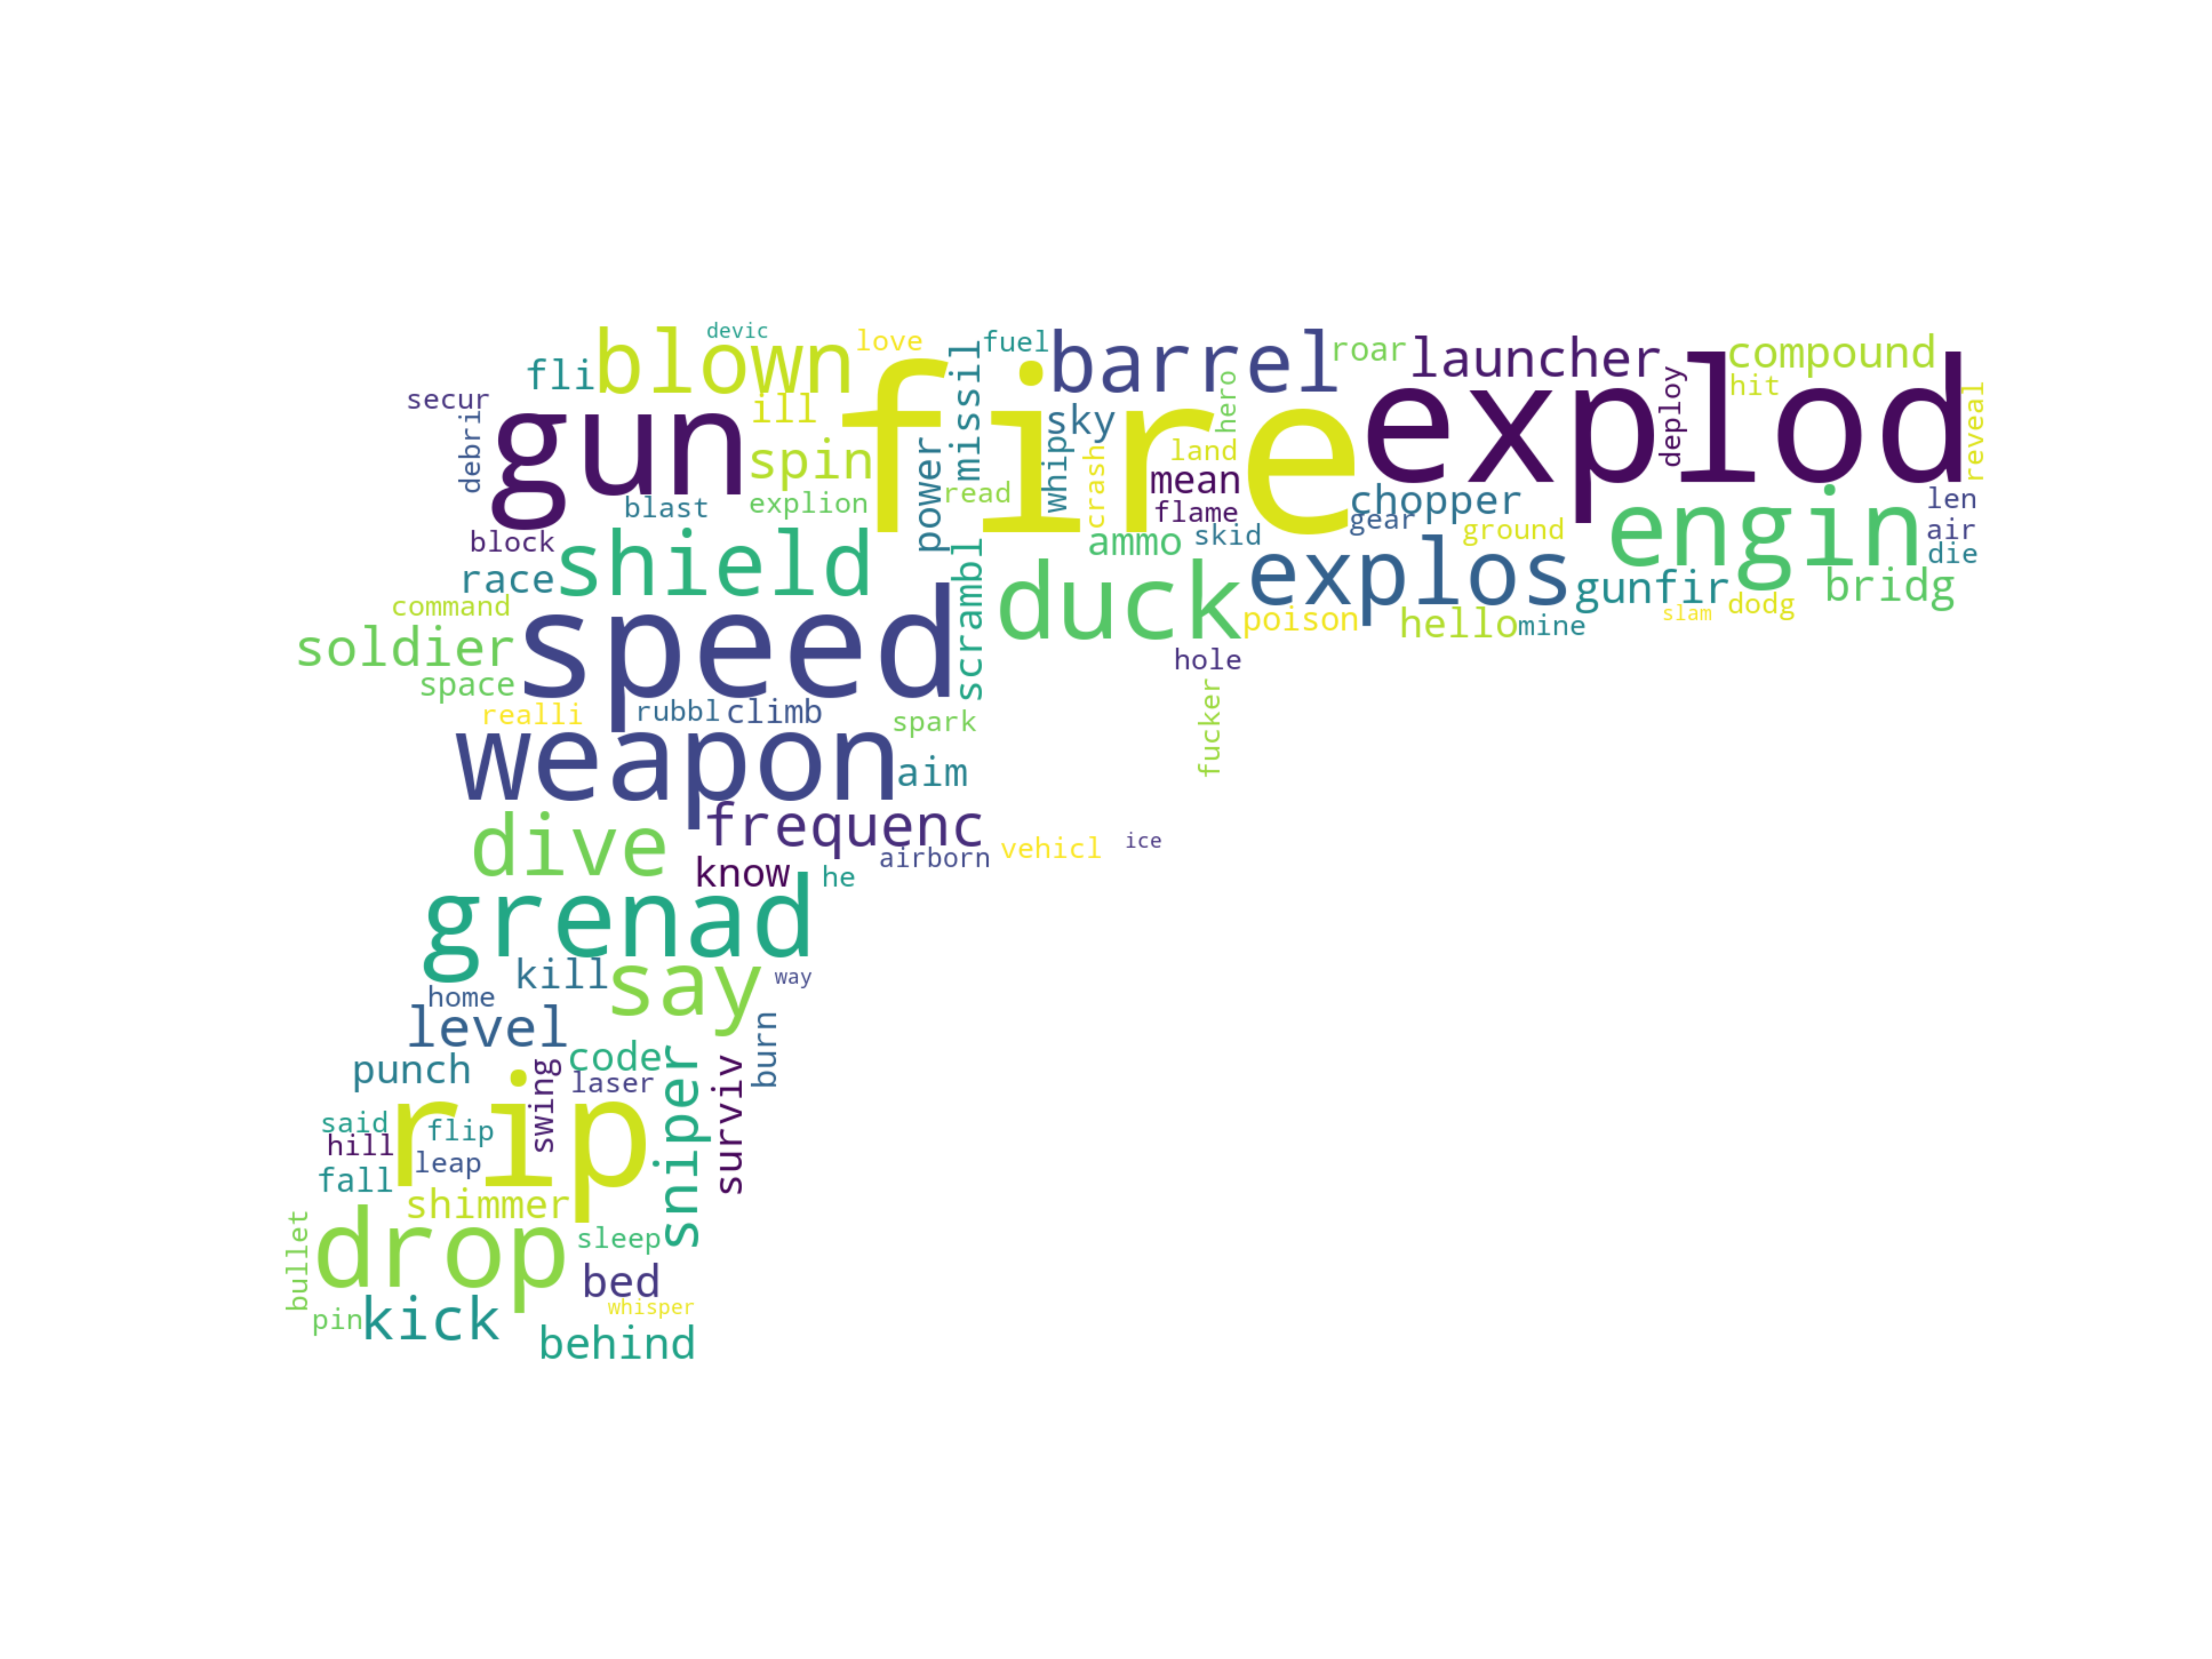 devic
love
fuel
blown
barrel
roar
launcher
compound
fli
missil
fire
explod
secur
ill
hero
hit
deploy
reveal
debri
gun
sky
spin
power
whip
crash
land
mean
read
blast
explion
flame
chopper
gear
len
block
skid
ground
engin
air
die
race
shield
scrambl
ammo
explos
gunfir
bridg
command
duck
poison
hello
mine
slam
dodg
soldier
speed
hole
space
realli
rubbl
climb
spark
fucker
weapon
aim
dive
frequenc
airborn
vehicl
ice
know
he
grenad
kill
say
way
home
level
burn
punch
swing
code
laser
sniper
surviv
said
rip
flip
hill
leap
fall
shimmer
bullet
drop
sleep
bed
pin
kick
whisper
behind